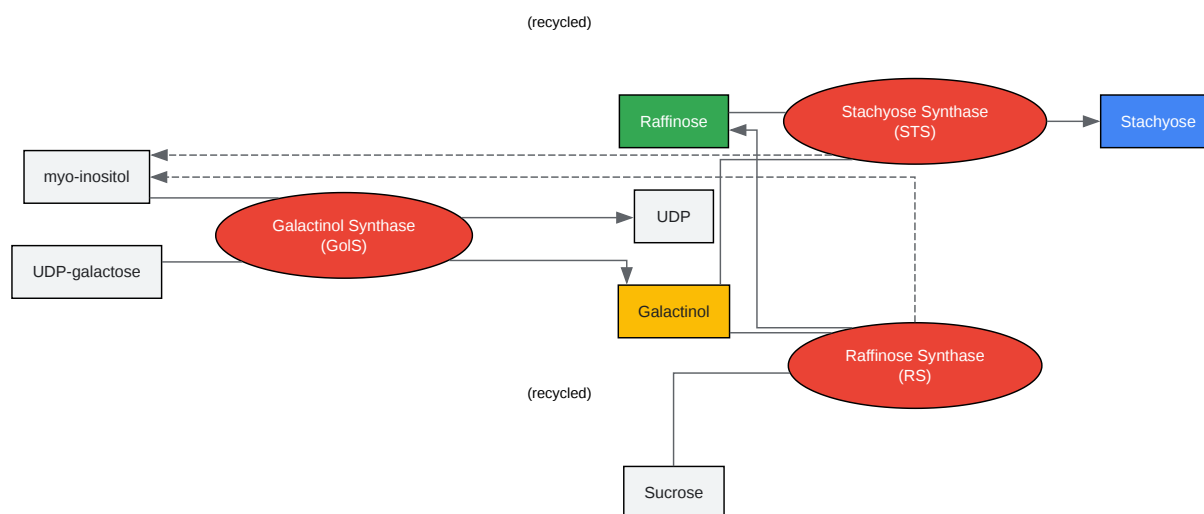 (recycled)
Raffinose
Stachyose Synthase
(STS)
Stachyose
myo-inositol
UDP
Galactinol Synthase
(GolS)
UDP-galactose
Galactinol
Raffinose Synthase
(RS)
(recycled)
Sucrose